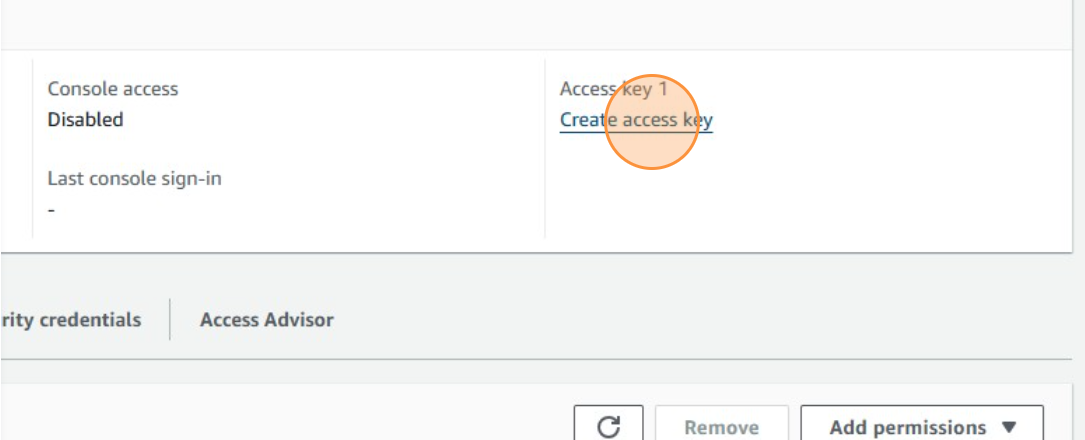 Console access
Disabled
Last console sign-in
-
Access key 1
Create access key
rity credentials
Access Advisor
Remove
Add permissions